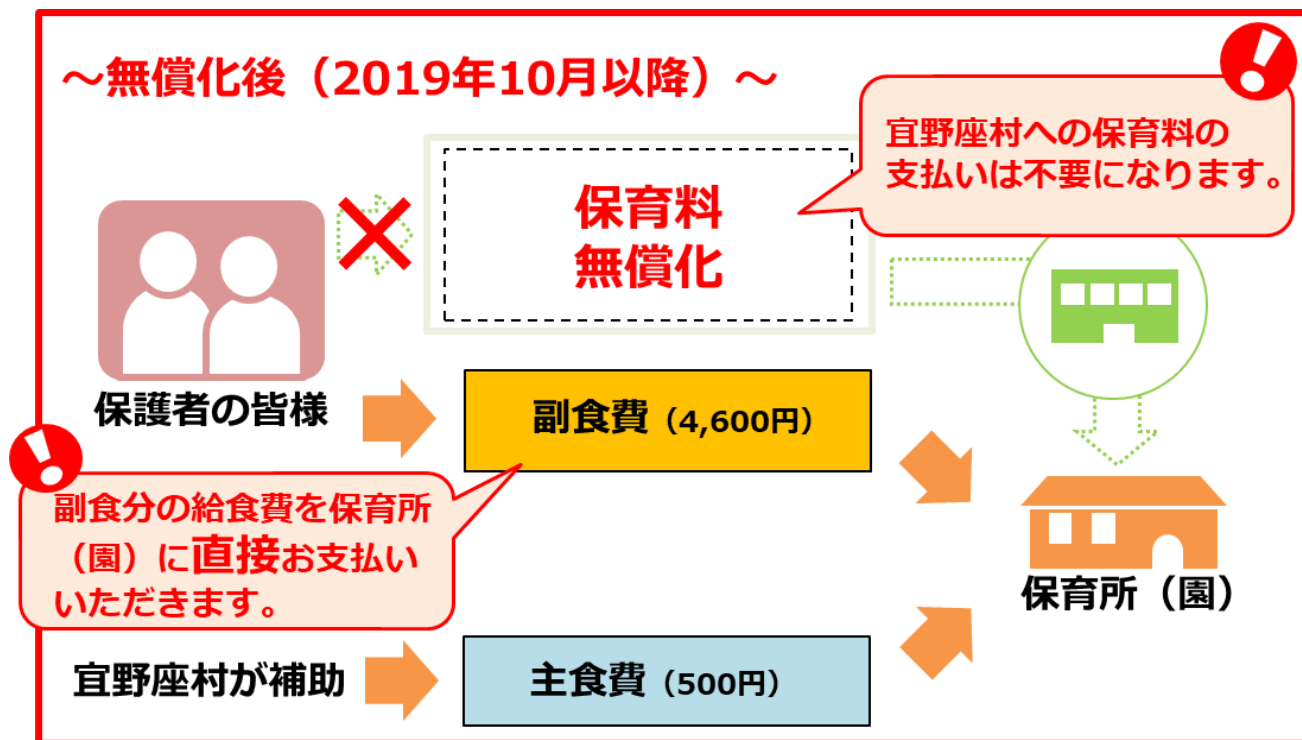 ～無償化後（2019年10月以降）～
宜野座村への保育料の
支払いは不要になります。
保育料
無償化
保護者の皆様
副食費（4,600円）
副食分の給食費を保育所
（園）に直接お支払い
いただきます。
保育所（園）
宜野座村が補助
主食費（500円）